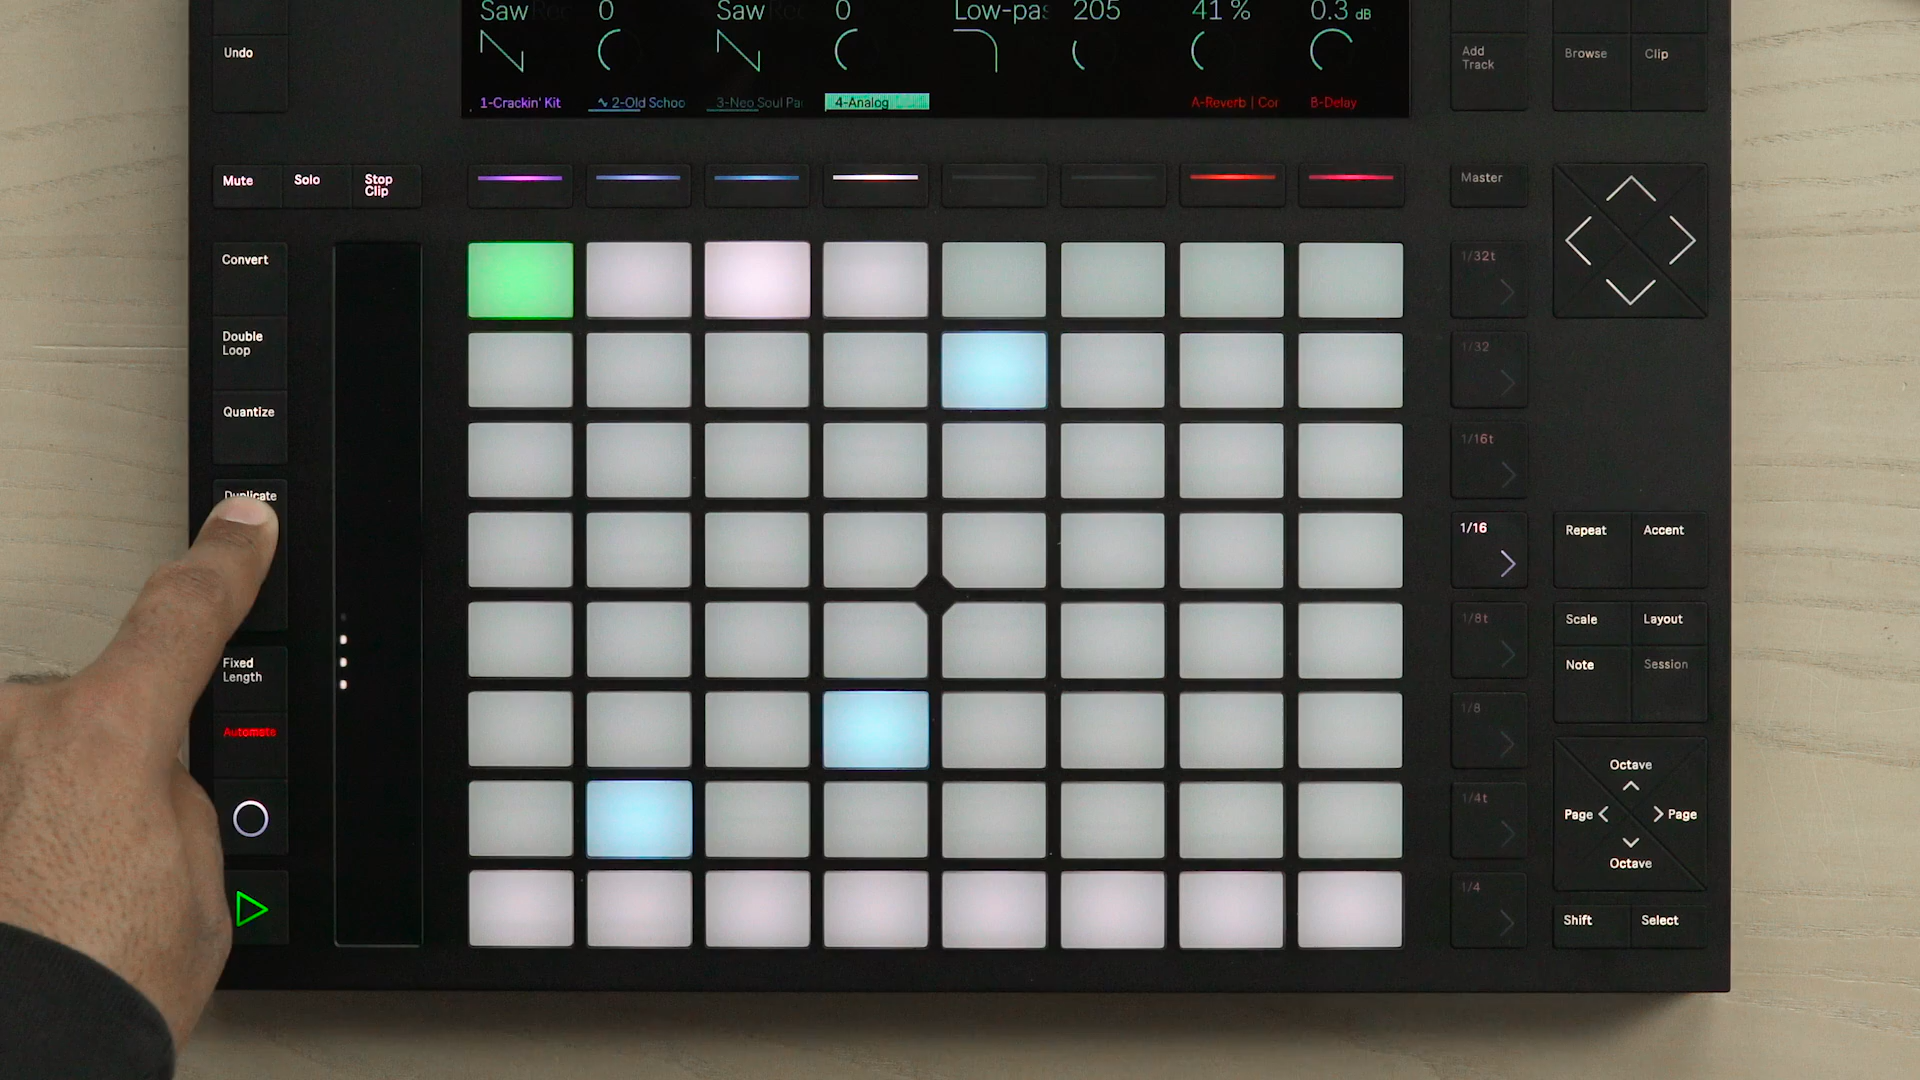 Saw 0 Saw 0 Low-pas 205 41 % 0.3 dB
1-Crackin' Kit 2-Old Schoo 3-Neo Soul Pa 4-Analog A-Reverb | Cor B-Delay
Undo
Add
Track
Browse
Clip
Mute
Solo
Stop
Clip
Master
Convert
Double
Loop
Quantize
Duplicate
Fixed
Length
Automate
1/32t
1/32
1/16t
1/16
1/8t
1/8
1/4t
1/4
Repeat
Accent
Scale
Layout
Note
Session
Octave
Page
Page
Octave
Shift
Select